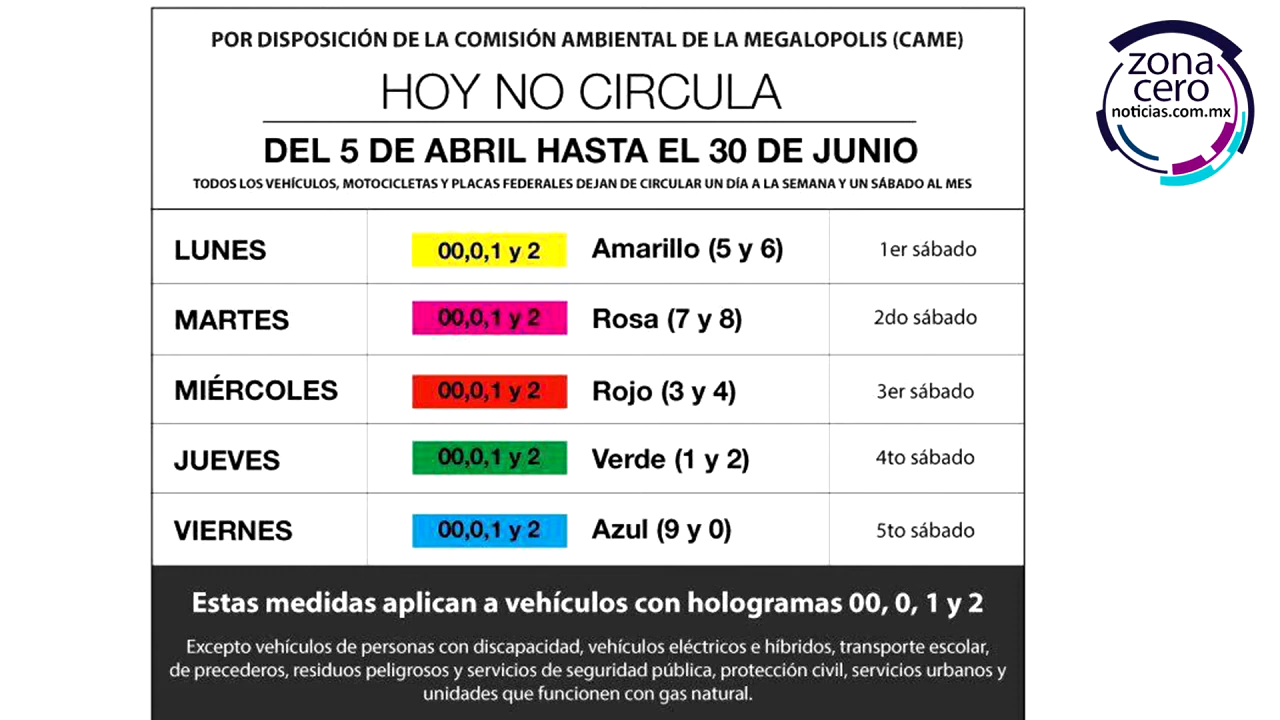 POR DISPOSICIÓN DE LA COMISIÓN AMBIENTAL DE LA MEGALOPOLIS (CAME)
HOY NO CIRCULA
DEL 5 DE ABRIL HASTA EL 30 DE JUNIO
TODOS LOS VEHÍCULOS, MOTOCICLETAS Y PLACAS FEDERALES DEJAN DE CIRCULAR UN DÍA A LA SEMANA Y UN SÁBADO AL MES
LUNES 00,0,1 y 2 Amarillo (5 y 6) 1er sábado
MARTES 00,0,1 y 2 Rosa (7 y 8) 2do sábado
MIÉRCOLES 00,0,1 y 2 Rojo (3 y 4) 3er sábado
JUEVES 00,0,1 y 2 Verde (1 y 2) 4to sábado
VIERNES 00,0,1 y 2 Azul (9 y 0) 5to sábado
Estas medidas aplican a vehículos con hologramas 00, 0, 1 y 2
Excepto vehículos de personas con discapacidad, vehículos eléctricos e híbridos, transporte escolar,
de precederos, residuos peligrosos y servicios de seguridad pública, protección civil, servicios urbanos y
unidades que funcionen con gas natural.
zona
cero
noticias.com.mx